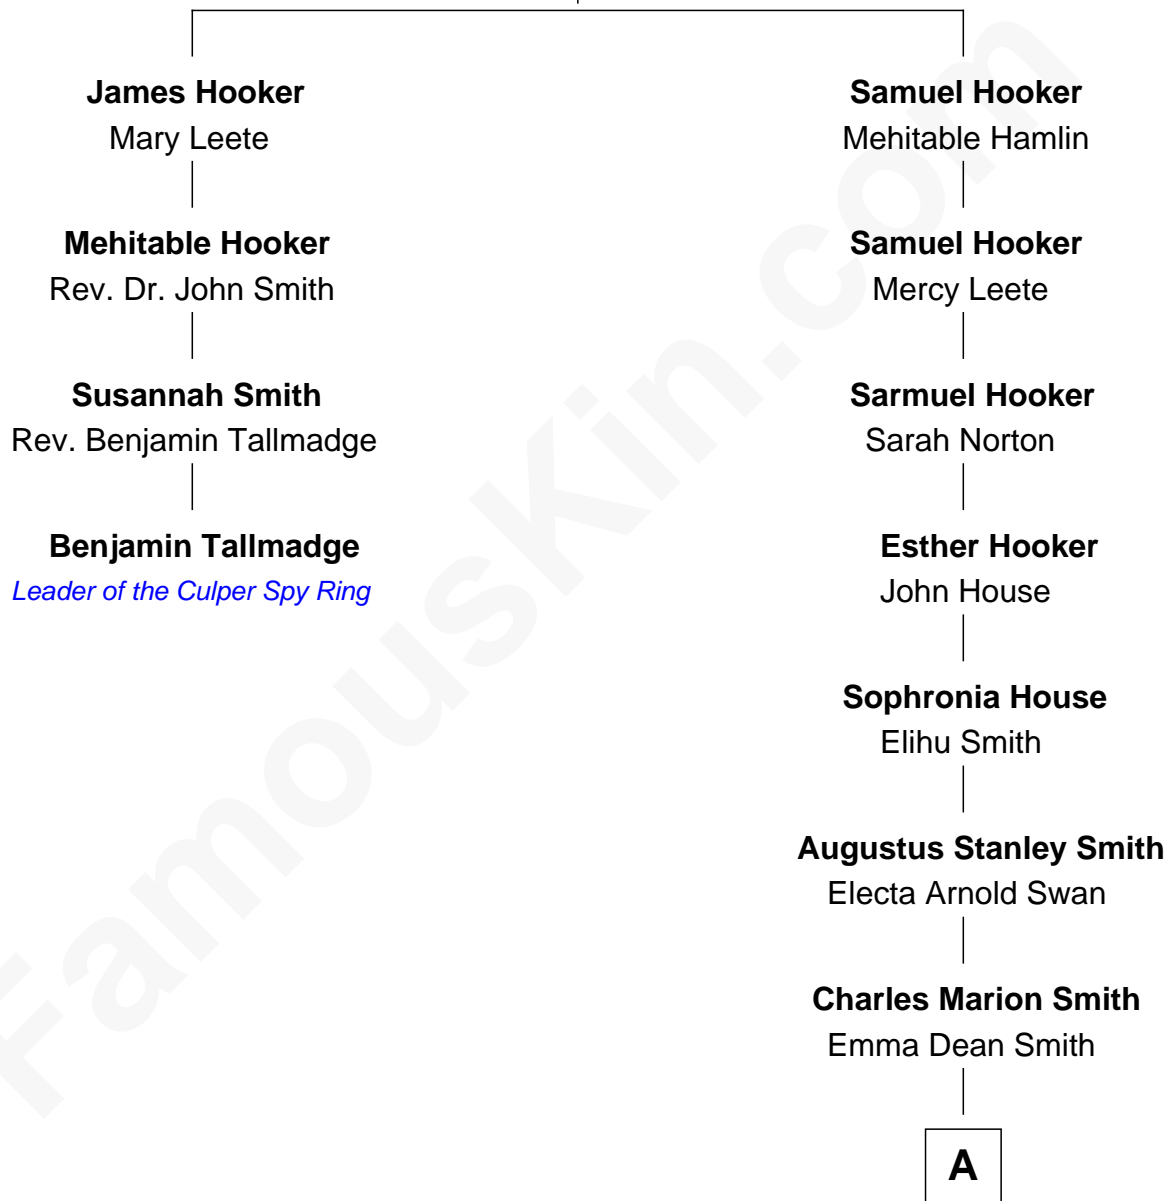 James Hooker
Mary Leete
Mehitable Hooker
Rev. Dr. John Smith
Susannah Smith
Rev. Benjamin Tallmadge
Benjamin Tallmadge
Leader of the Culper Spy Ring
Samuel Hooker
Mehitable Hamlin
Samuel Hooker
Mercy Leete
Sarmuel Hooker
Sarah Norton
Esther Hooker
John House
Sophronia House
Elihu Smith
Augustus Stanley Smith
Electa Arnold Swan
Charles Marion Smith
Emma Dean Smith
A
FamousKin.com